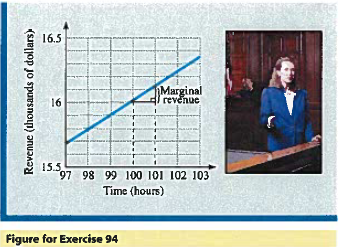 Revenue (thousands of dollars)
16.5
16
15.5
Marginal
revenue
97 98 99 100 101 102 103
Time (hours)
Figure for Exercise 94